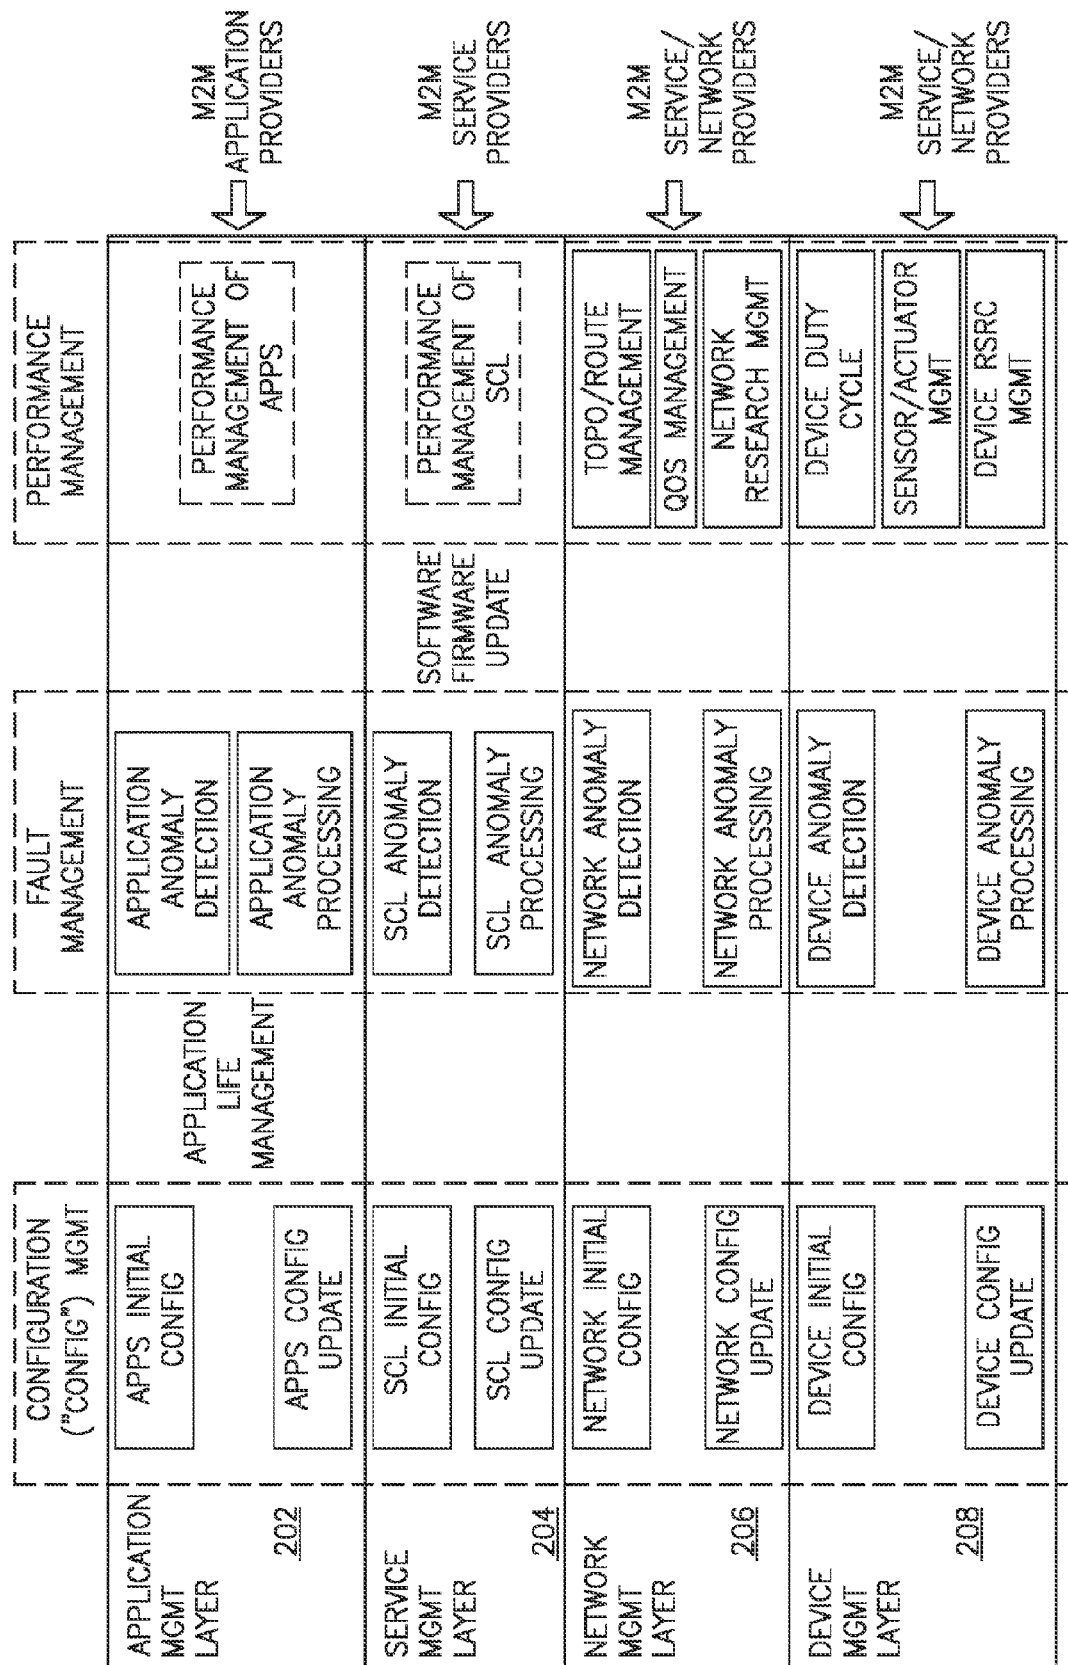 CONFIGURATION
("CONFIG") MGMT
FAULT
MANAGEMENT
PERFORMANCE
MANAGEMENT
APPLICATION
MGMT
LAYER
202
APPS INITIAL
CONFIG
APPS CONFIG
UPDATE
APPLICATION
LIFE
MANAGEMENT
APPLICATION
ANOMALY
DETECTION
APPLICATION
ANOMALY
PROCESSING
PERFORMANCE
MANAGEMENT OF
APPS
M2M
APPLICATION
PROVIDERS
SERVICE
MGMT
LAYER
204
SCL INITIAL
CONFIG
SCL CONFIG
UPDATE
SCL ANOMALY
DETECTION
SCL ANOMALY
PROCESSING
SOFTWARE
FIRMWARE
UPDATE
PERFORMANCE
MANAGEMENT OF
SCL
M2M
SERVICE
PROVIDERS
NETWORK
MGMT
LAYER
206
NETWORK INITIAL
CONFIG
NETWORK CONFIG
UPDATE
NETWORK ANOMALY
DETECTION
NETWORK ANOMALY
PROCESSING
TOPO/ROUTE
MANAGEMENT
QOS MANAGEMENT
NETWORK
RESEARCH MGMT
M2M
SERVICE/
NETWORK
PROVIDERS
DEVICE
MGMT
LAYER
208
DEVICE INITIAL
CONFIG
DEVICE CONFIG
UPDATE
DEVICE ANOMALY
DETECTION
DEVICE ANOMALY
PROCESSING
DEVICE DUTY
CYCLE
SENSOR/ACTUATOR
MGMT
DEVICE RSRC
MGMT
M2M
SERVICE/
NETWORK
PROVIDERS